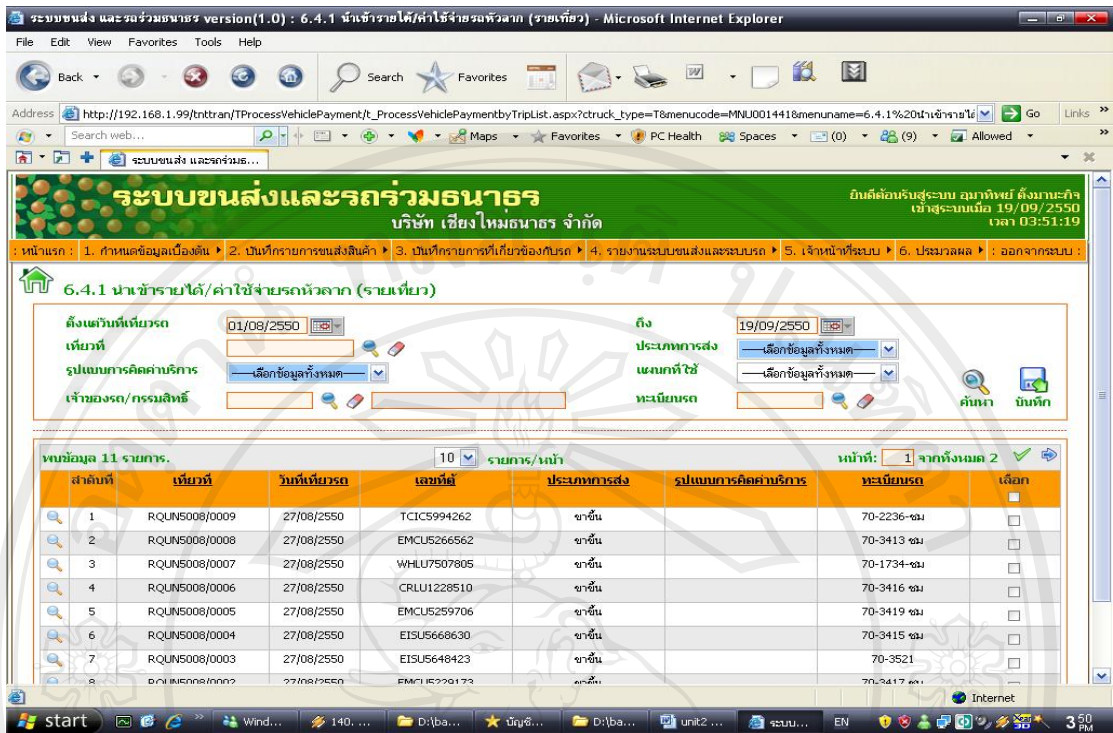 ระบบขนส่ง และรถร่วมธนาธร version(1.0) : 6.4.1 นำเข้ารายได้/ค่าใช้จ่ายรถหัวลาก (รายเที่ยว) - Microsoft Internet Explorer
File Edit View Favorites Tools Help
Back Search Favorites
Address http://192.168.1.99/tnttran/TProcessVehiclePayment/t_ProcessVehiclePaymentbyTripList.aspx?ctruck_type=T&menucode=MNU0014418menuname=6.4.1%20นำเข้ารายได้ Go Links
Search web... Maps Favorites PC Health Spaces (0) (9) Allowed
ระบบขนส่ง และรถร่วมธ...
ระบบขนส่งและรถร่วมธนาธร
บริษัท เชียงใหม่ธนาธร จำกัด
ยินดีต้อนรับสู่ระบบ อุมาทิพย์ ตั้งมานะกิจ
เข้าสู่ระบบเมื่อ 19/09/2550
เวลา 03:51:19
: หน้าแรก : 1. กำหนดข้อมูลเบื้องต้น 2. บันทึกรายการขนส่งสินค้า 3. บันทึกรายการที่เกี่ยวข้องกับรถ 4. รายงานระบบขนส่งและระบบรถ 5. เจ้าหน้าที่ระบบ 6. ประมวลผล : ออกจากระบบ :
6.4.1 นำเข้ารายได้/ค่าใช้จ่ายรถหัวลาก (รายเที่ยว)
ตั้งแต่วันที่เที่ยวรถ 01/08/2550 ถึง 19/09/2550
เที่ยวที่ ประเภทการส่ง ——เลือกข้อมูลทั้งหมด——
รูปแบบการคิดค่าบริการ ——เลือกข้อมูลทั้งหมด—— แผนกที่ใช้ ——เลือกข้อมูลทั้งหมด——
เจ้าของรถ/กรรมสิทธิ์ ทะเบียนรถ ค้นหา บันทึก
พบข้อมูล 11 รายการ. 10 รายการ/หน้า หน้าที่: 1 จากทั้งหมด 2
ลำดับที่ เที่ยวที่ วันที่เที่ยวรถ เลขที่ตู้ ประเภทการส่ง รูปแบบการคิดค่าบริการ ทะเบียนรถ เลือก
1 RQUN5008/0009 27/08/2550 TCIC5994262 ขาขึ้น 70-2236-ชม
2 RQUN5008/0008 27/08/2550 EMCU5266562 ขาขึ้น 70-3413 ชม
3 RQUN5008/0007 27/08/2550 WHLU7507805 ขาขึ้น 70-1734-ชม
4 RQUN5008/0006 27/08/2550 CRLU1228510 ขาขึ้น 70-3416 ชม
5 RQUN5008/0005 27/08/2550 EMCU5259706 ขาขึ้น 70-3419 ชม
6 RQUN5008/0004 27/08/2550 EISU5668630 ขาขึ้น 70-3415 ชม
7 RQUN5008/0003 27/08/2550 EISU5648423 ขาขึ้น 70-3521
8 RQUN5008/0002 27/08/2550 EMCU5229173 ขาขึ้น 70-3417 ชม
Internet
start Wind... 140, ... D:\ba... บัญชี... D:\ba... unit2 ... ระบบ... EN 3 50 PM